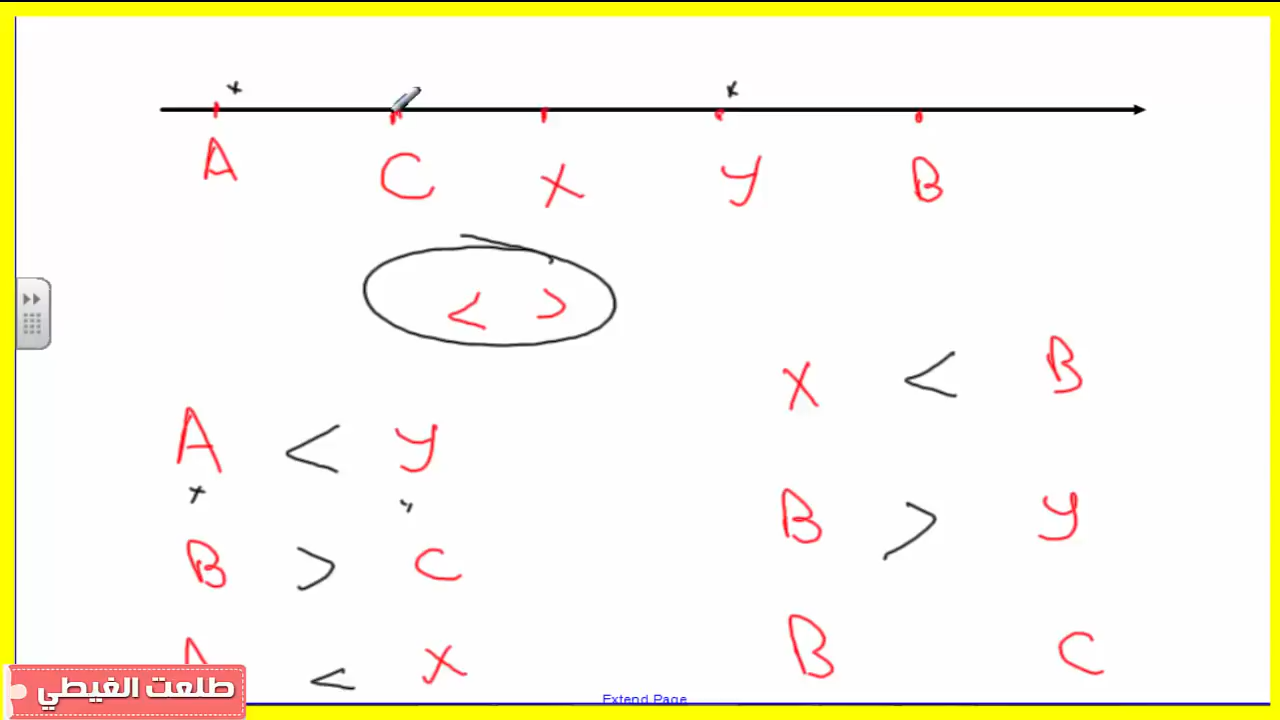 A C X y B
< >
X < B
A < y
B > y
B > C
A < X
B C
طلعت الغيطي
Extend Page